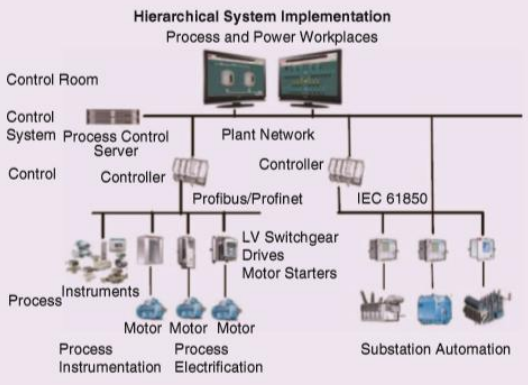 Hierarchical System Implementation
Process and Power Workplaces
Control Room
Control
System
Process Control
Server
Plant Network
Control
Controller
Controller
Profibus/Profinet
IEC 61850
LV Switchgear
Drives
Motor Starters
Instruments
Process
Motor Motor Motor
Process
Instrumentation
Process
Electrification
Substation Automation